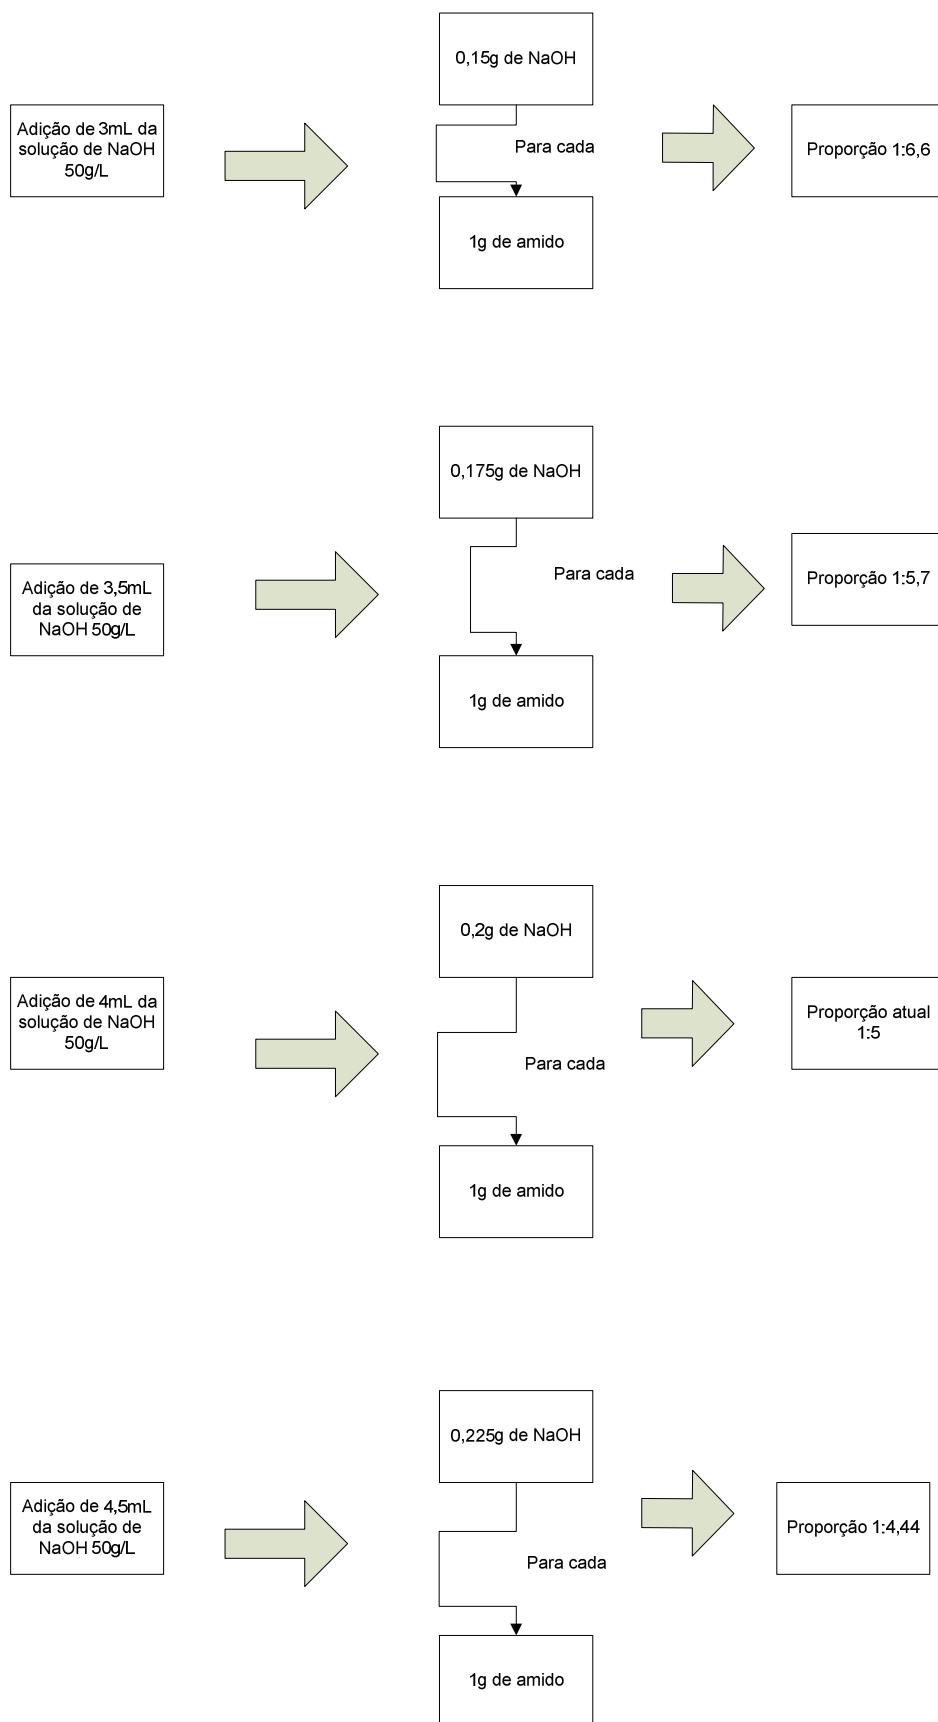 0,15g de NaOH
Adição de 3mL da
solução de NaOH
50g/L
Para cada
Proporção 1:6,6
1g de amido
0,175g de NaOH
Adição de 3,5mL
da solução de
NaOH 50g/L
Para cada
Proporção 1:5,7
1g de amido
0,2g de NaOH
Adição de 4mL da
solução de NaOH
50g/L
Para cada
Proporção atual
1:5
1g de amido
0,225g de NaOH
Adição de 4,5mL
da solução de
NaOH 50g/L
Para cada
Proporção 1:4,44
1g de amido